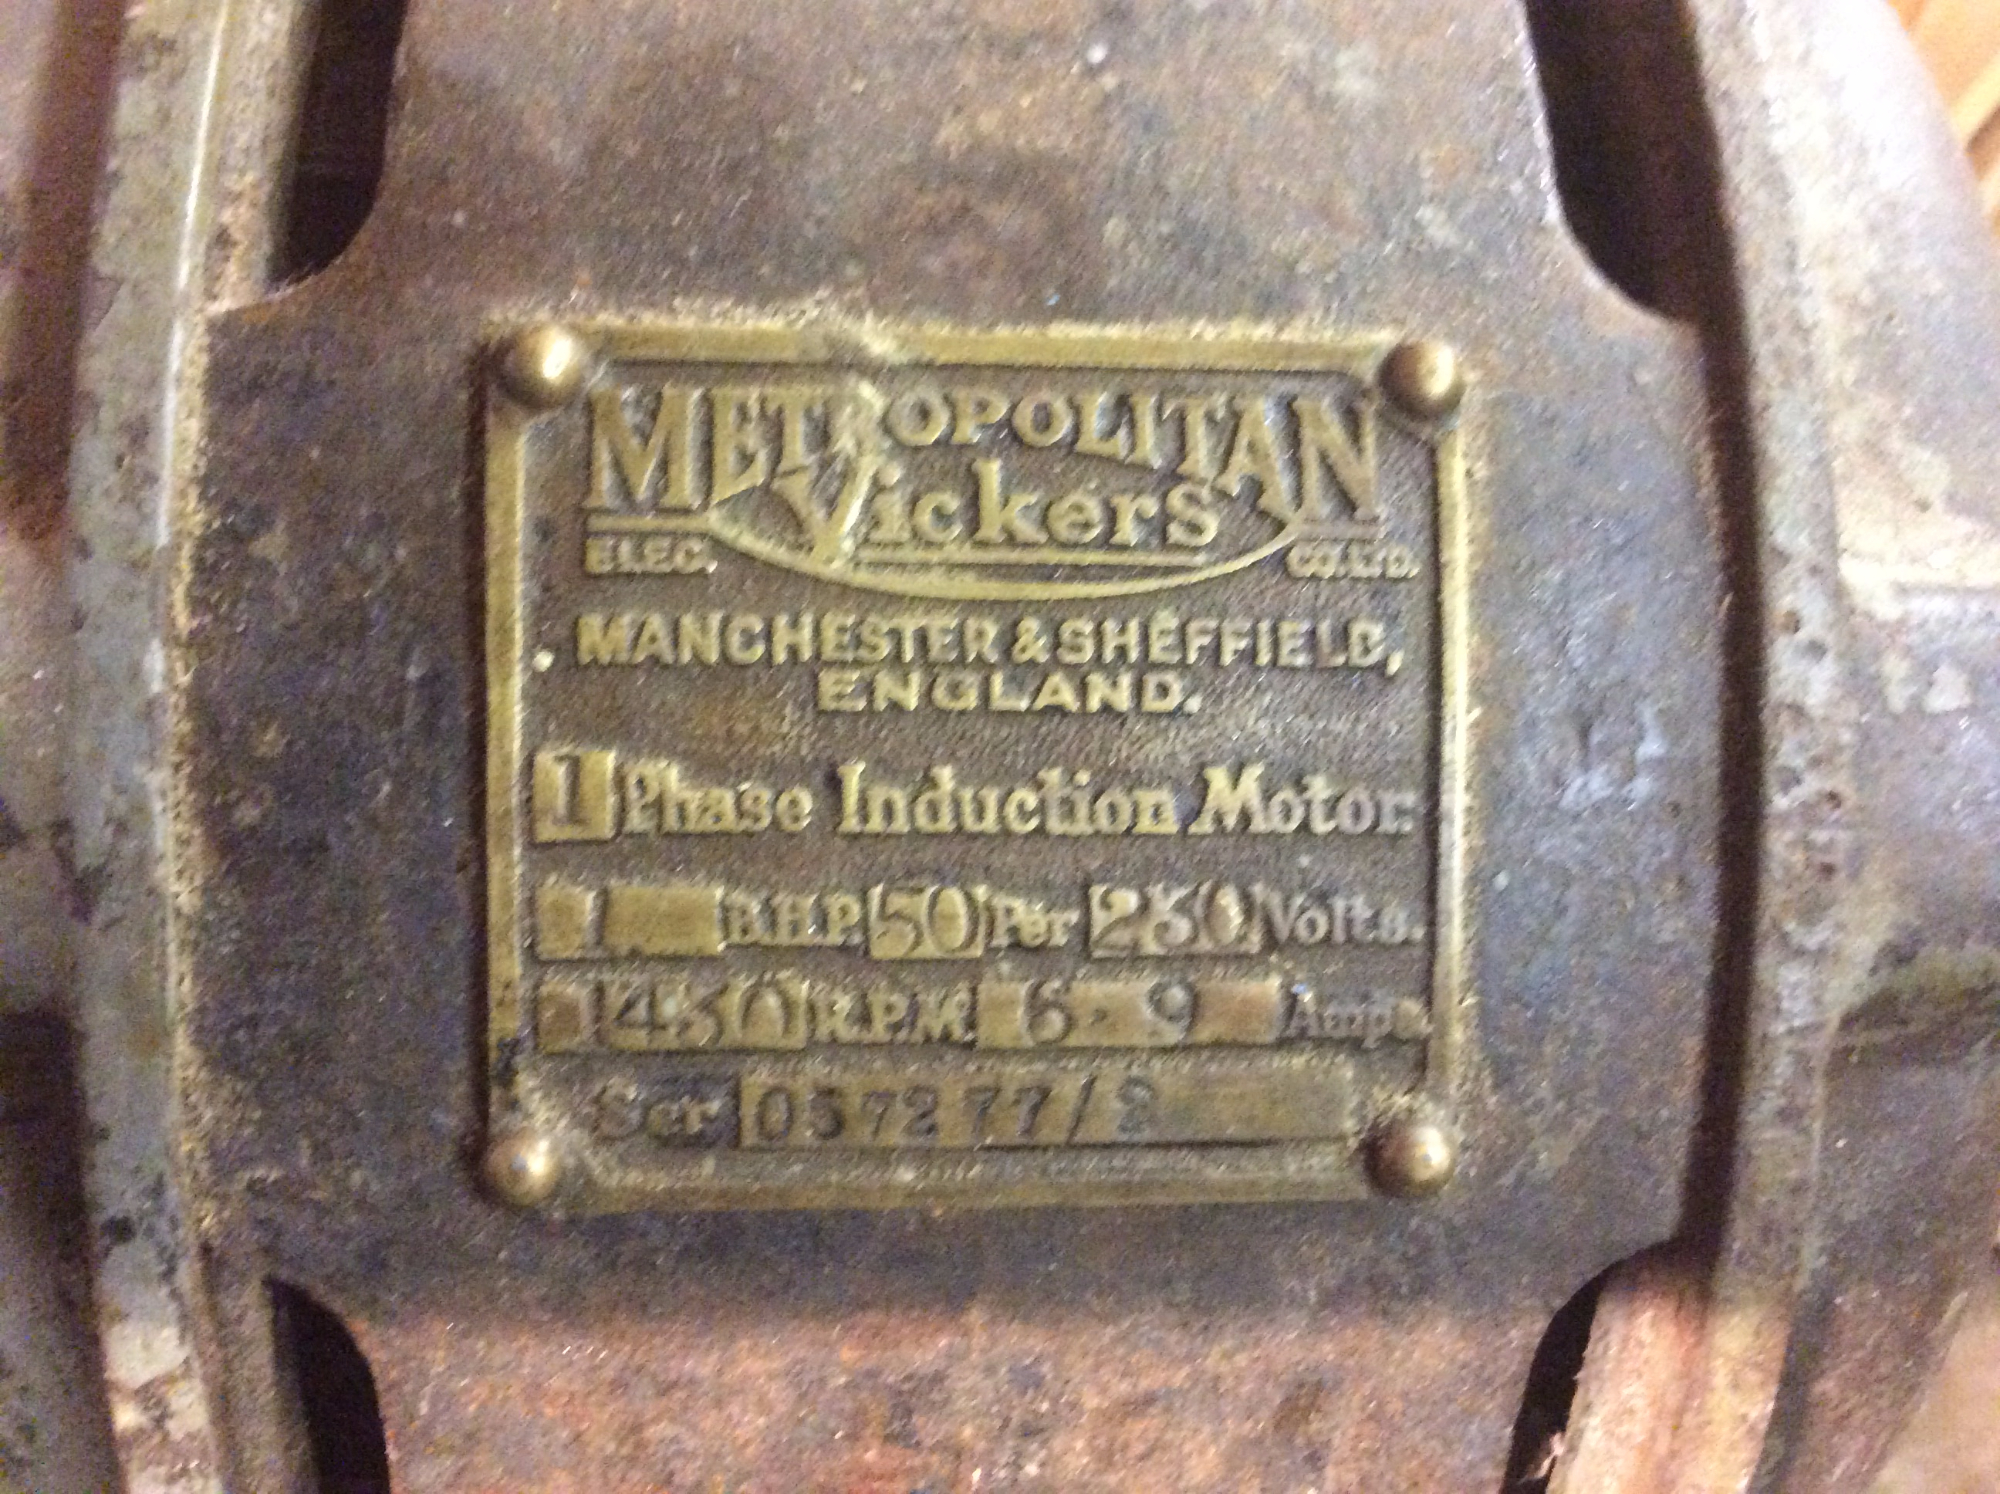 METROPOLITAN
Vickers
ELEC. CO. LTD.
MANCHESTER & SHEFFIELD,
ENGLAND.
1 Phase Induction Motor.
1 B.H.P. 50 Per 230 Volts.
1430 R.P.M. 6.9 Amps.
Ser 057277/2